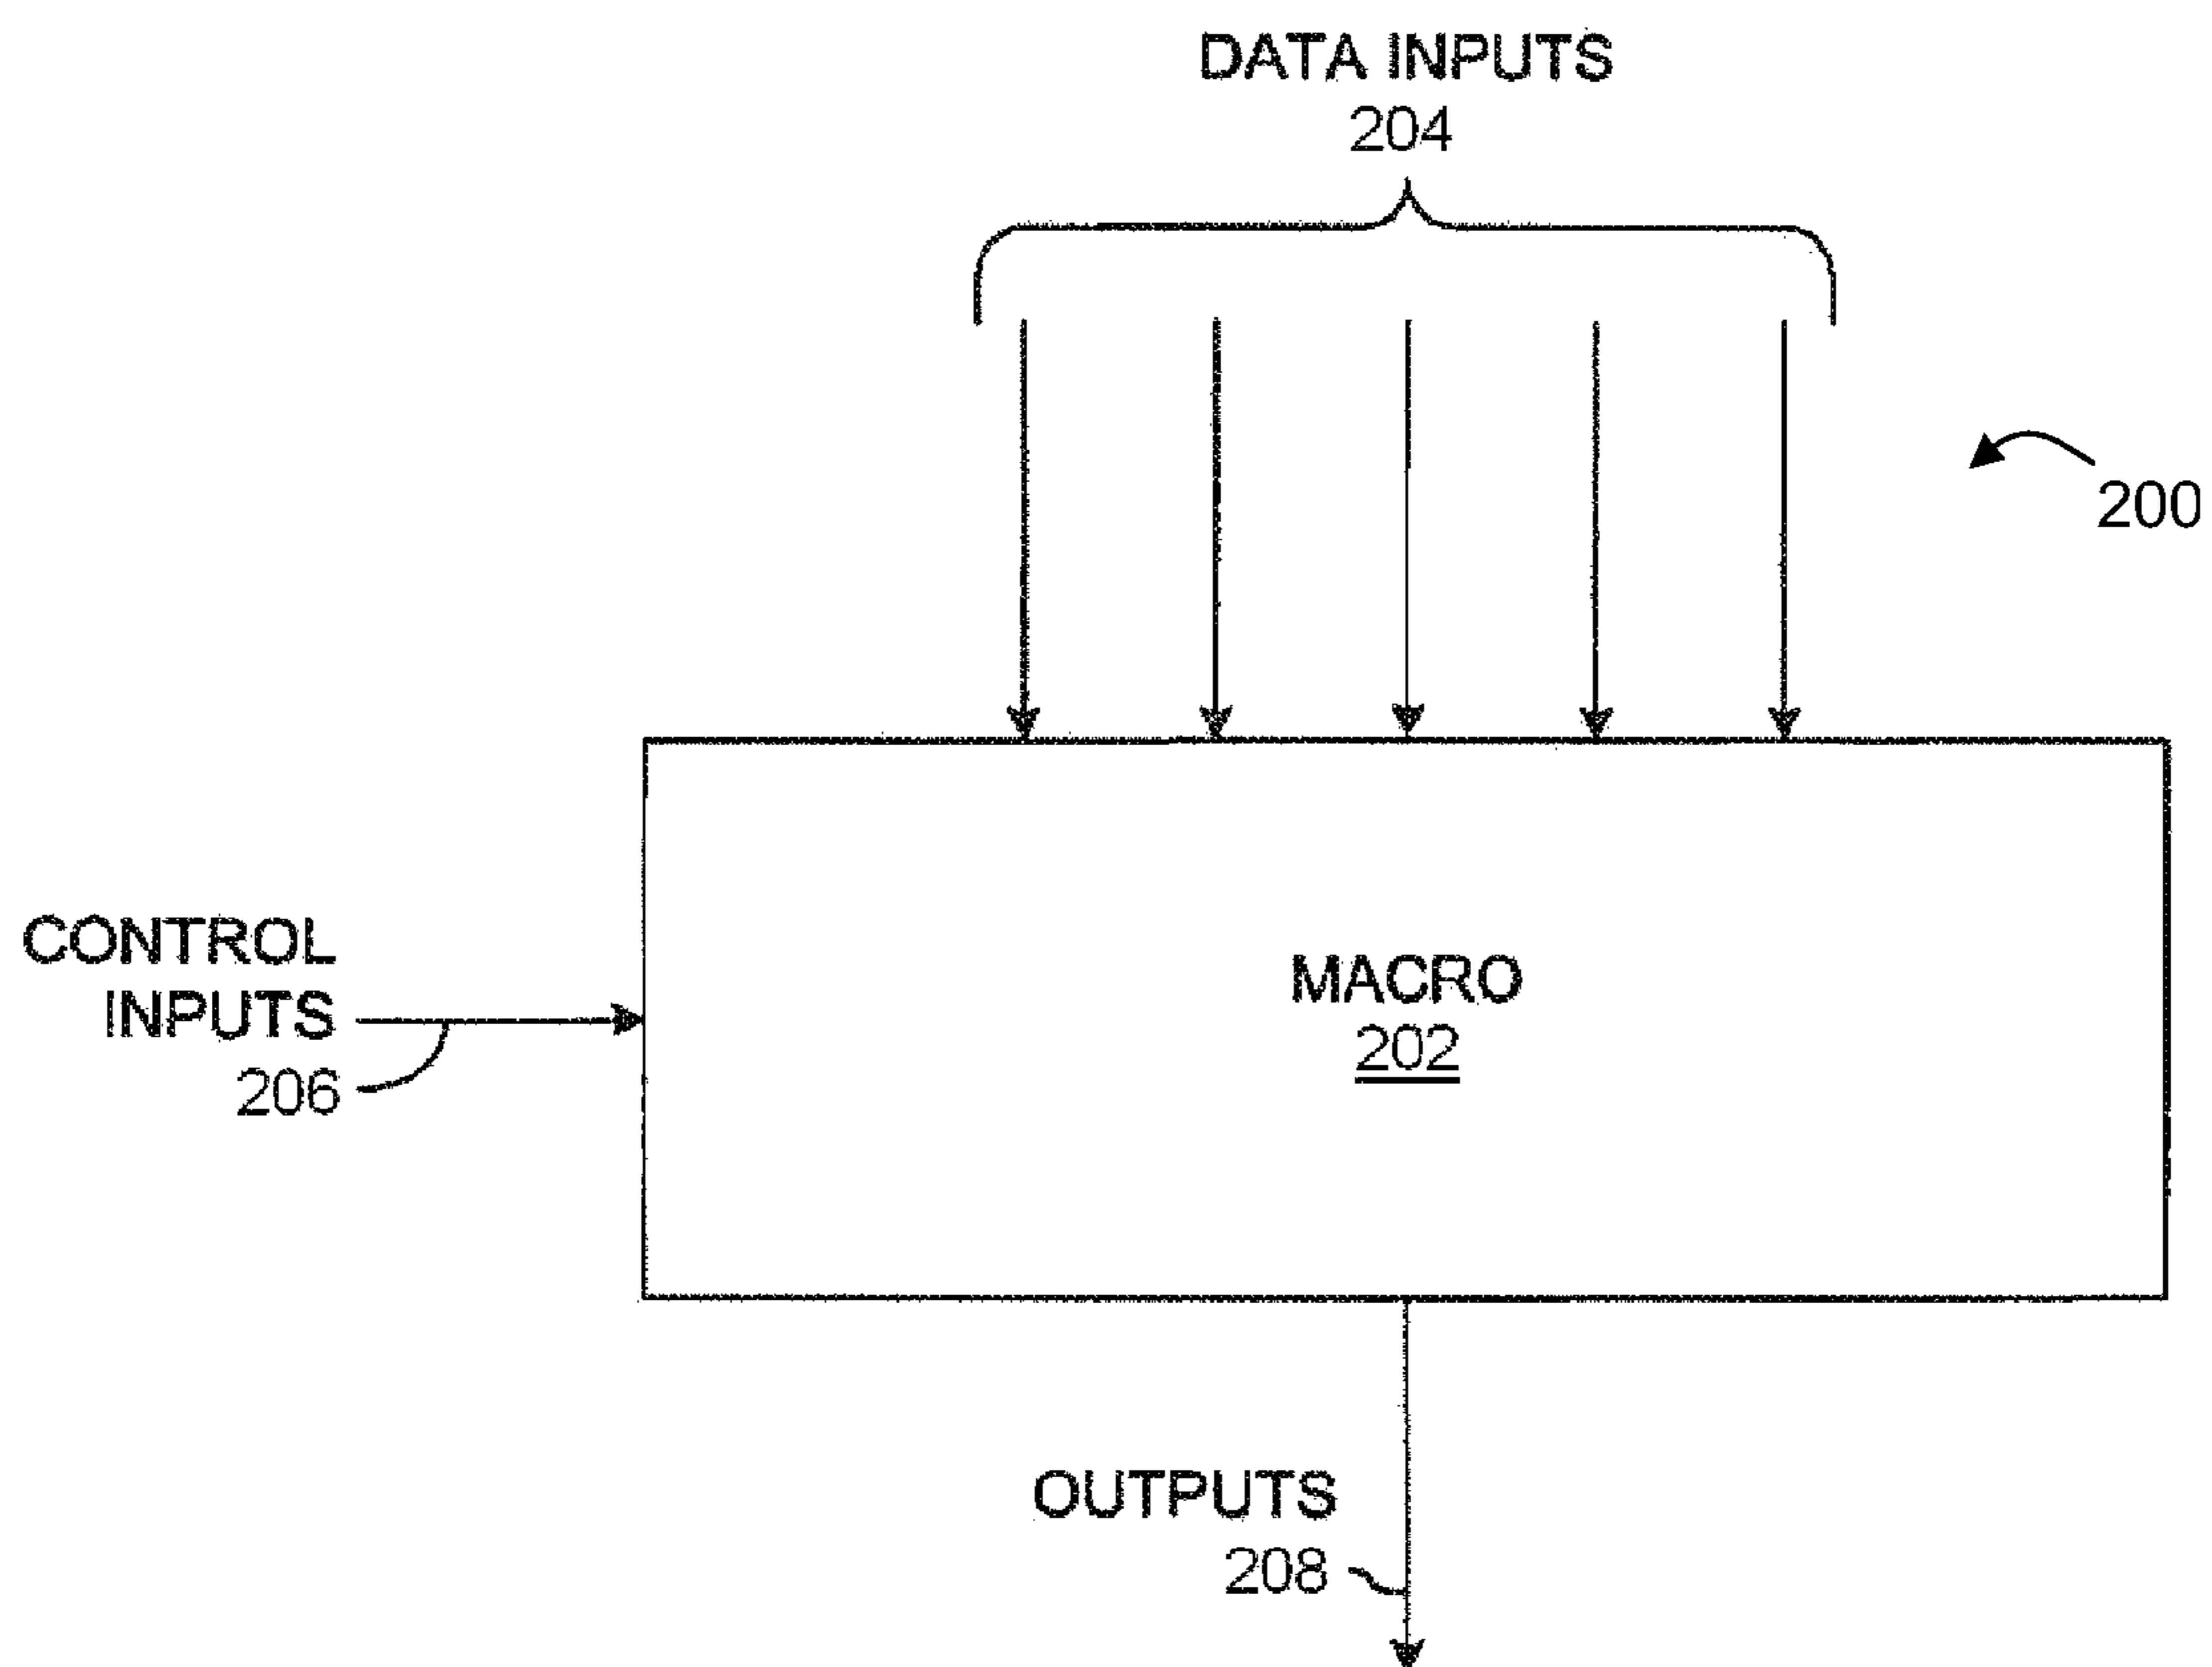 DATA INPUTS
204
200
CONTROL
INPUTS
206
MACRO
202
OUTPUTS
208